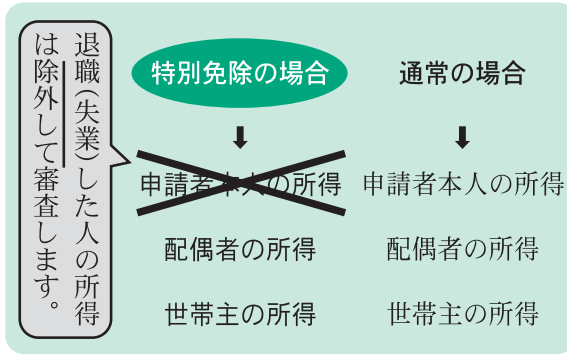 退職(失業)した人の所得
は除外して審査します。
特別免除の場合
通常の場合
申請者本人の所得
申請者本人の所得
配偶者の所得
配偶者の所得
世帯主の所得
世帯主の所得